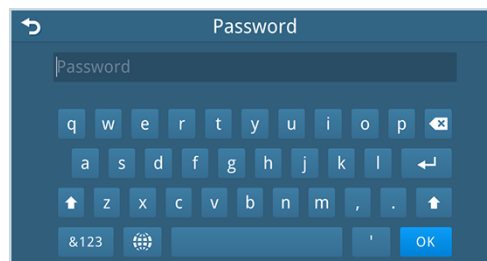 Password
Password
q w e r t y u i o p
a s d f g h j k l
z x c v b n m , .
&123 ' OK